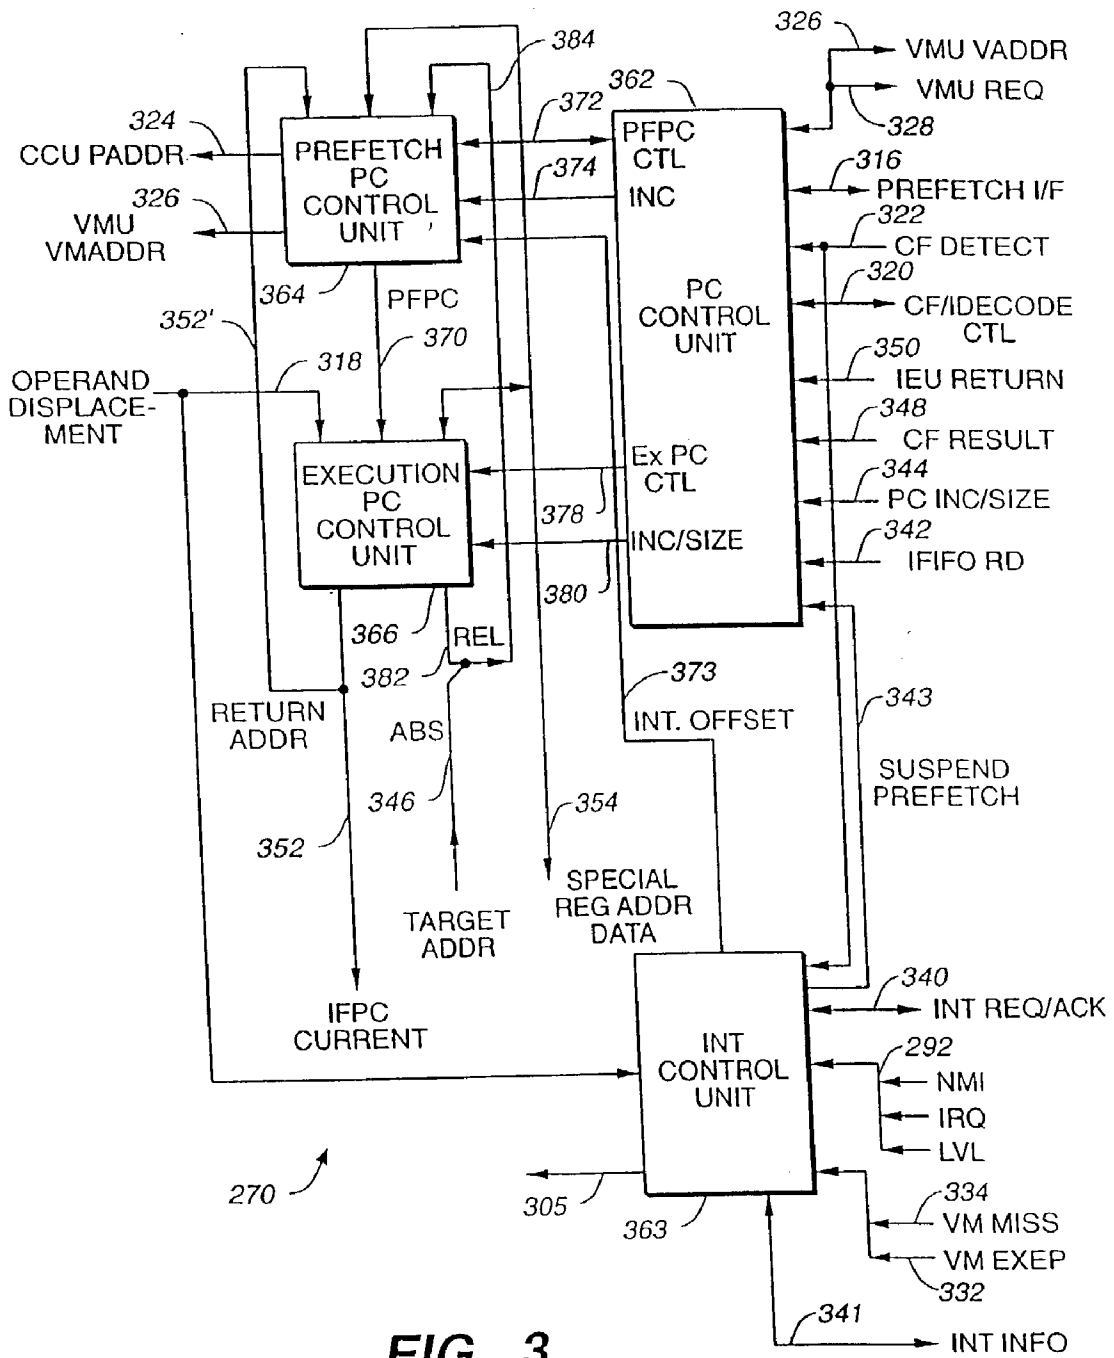 326
VMU VADDR
VMU REQ
328
384
362
372
324
CCU PADDR
PREFETCH
PC
CONTROL
UNIT
PFPC
CTL
374
INC
316
PREFETCH I/F
326
VMU
VMADDR
322
CF DETECT
364
PFPC
352'
370
PC
CONTROL
UNIT
320
CF/IDECODE
CTL
350
IEU RETURN
318
OPERAND
DISPLACE-
MENT
348
CF RESULT
EXECUTION
PC
CONTROL
UNIT
Ex PC
CTL
378
344
PC INC/SIZE
INC/SIZE
380
342
IFIFO RD
366
REL
382
373
343
RETURN
ADDR
ABS
INT. OFFSET
346
354
SUSPEND
PREFETCH
352
TARGET
ADDR
SPECIAL
REG ADDR
DATA
IFPC
CURRENT
340
INT REQ/ACK
INT
CONTROL
UNIT
292
NMI
IRQ
LVL
270
305
363
334
VM MISS
VM EXEP
332
341
INT INFO
FIG. 3